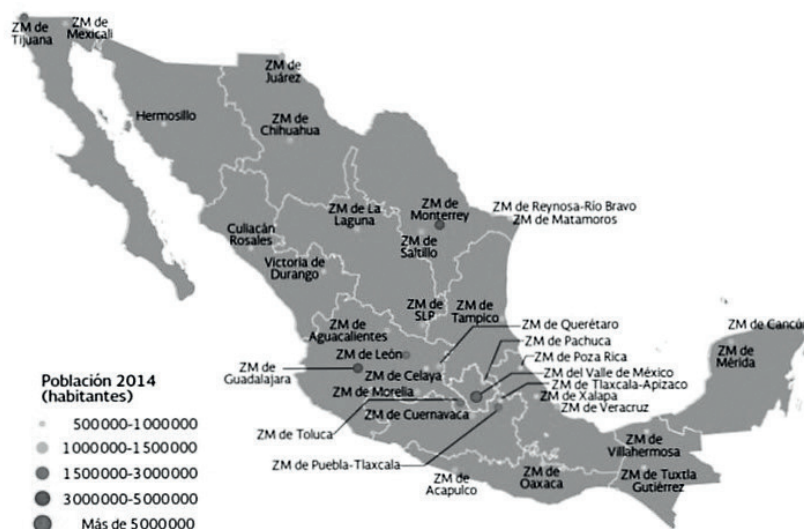 ZM de
Tijuana
ZM de
Mexicali
ZM de
Juárez
Hermosillo
ZM de
Chihuahua
ZM de La
Laguna
ZM de
Monterrey
ZM de Reynosa-Río Bravo
ZM de Matamoros
Culiacán
Rosales
ZM de
Saltillo
Victoria de
Durango
ZM de
SLP
ZM de
Tampico
ZM de
Aguacalientes
ZM de Querétaro
ZM de Cancún
ZM de León
ZM de Pachuca
ZM de
Mérida
ZM de Poza Rica
ZM de
Guadalajara
ZM de Celaya
ZM del Valle de México
ZM de Tlaxcala-Apizaco
ZM de Morelia
ZM de Xalapa
ZM de Cuernavaca
ZM de Veracruz
ZM de Toluca
ZM de
Villahermosa
ZM de Puebla-Tlaxcala
ZM de
Acapulco
ZM de
Oaxaca
ZM de Tuxtla
Gutiérrez
Población 2014
(habitantes)
500000-1000000
1000000-1500000
1500000-3000000
3000000-5000000
Más de 5000000